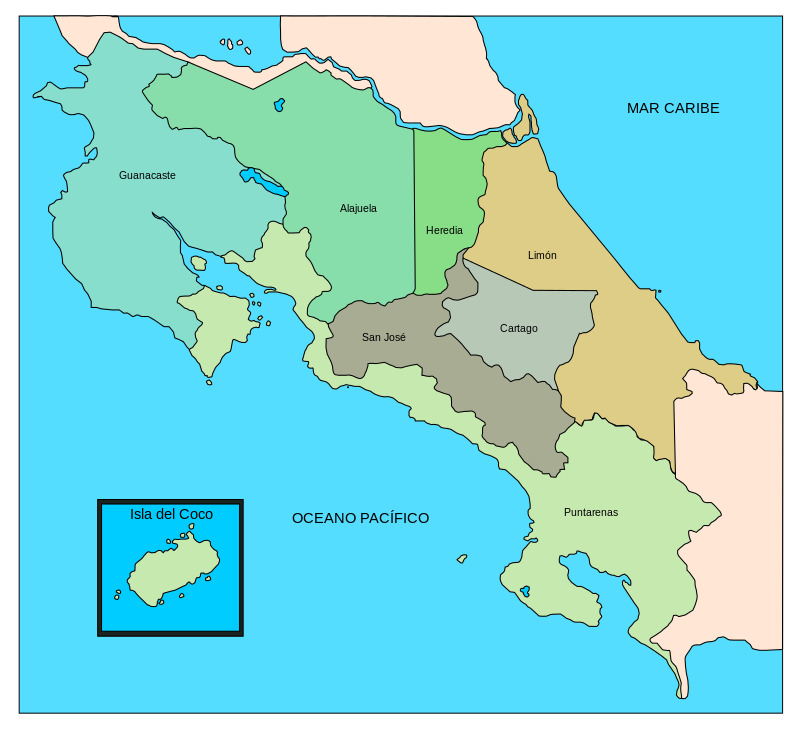 MAR CARIBE
Guanacaste
Alajuela
Heredia
Limón
San José
Cartago
Isla del Coco
OCEANO PACÍFICO
Puntarenas